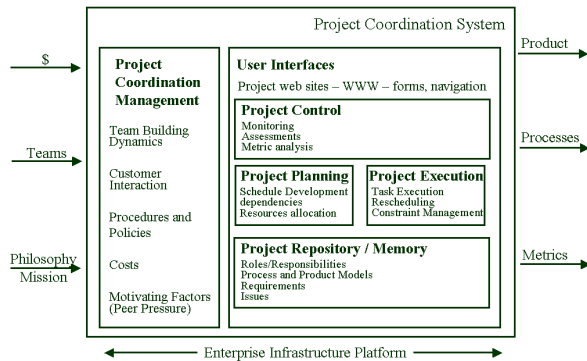 Project Coordination System
$
Teams
Philosophy
Mission
Project
Coordination
Management
Team Building
Dynamics
Customer
Interaction
Procedures and
Policies
Costs
Motivating Factors
(Peer Pressure)
User Interfaces
Project web sites – WWW – forms, navigation
Project Control
Monitoring
Assessments
Metric analysis
Project Planning
Schedule Development
dependencies
Resources allocation
Project Execution
Task Execution
Rescheduling
Constraint Management
Project Repository / Memory
Roles/Responsibilities
Process and Product Models
Requirements
Issues
Product
Processes
Metrics
Enterprise Infrastructure Platform